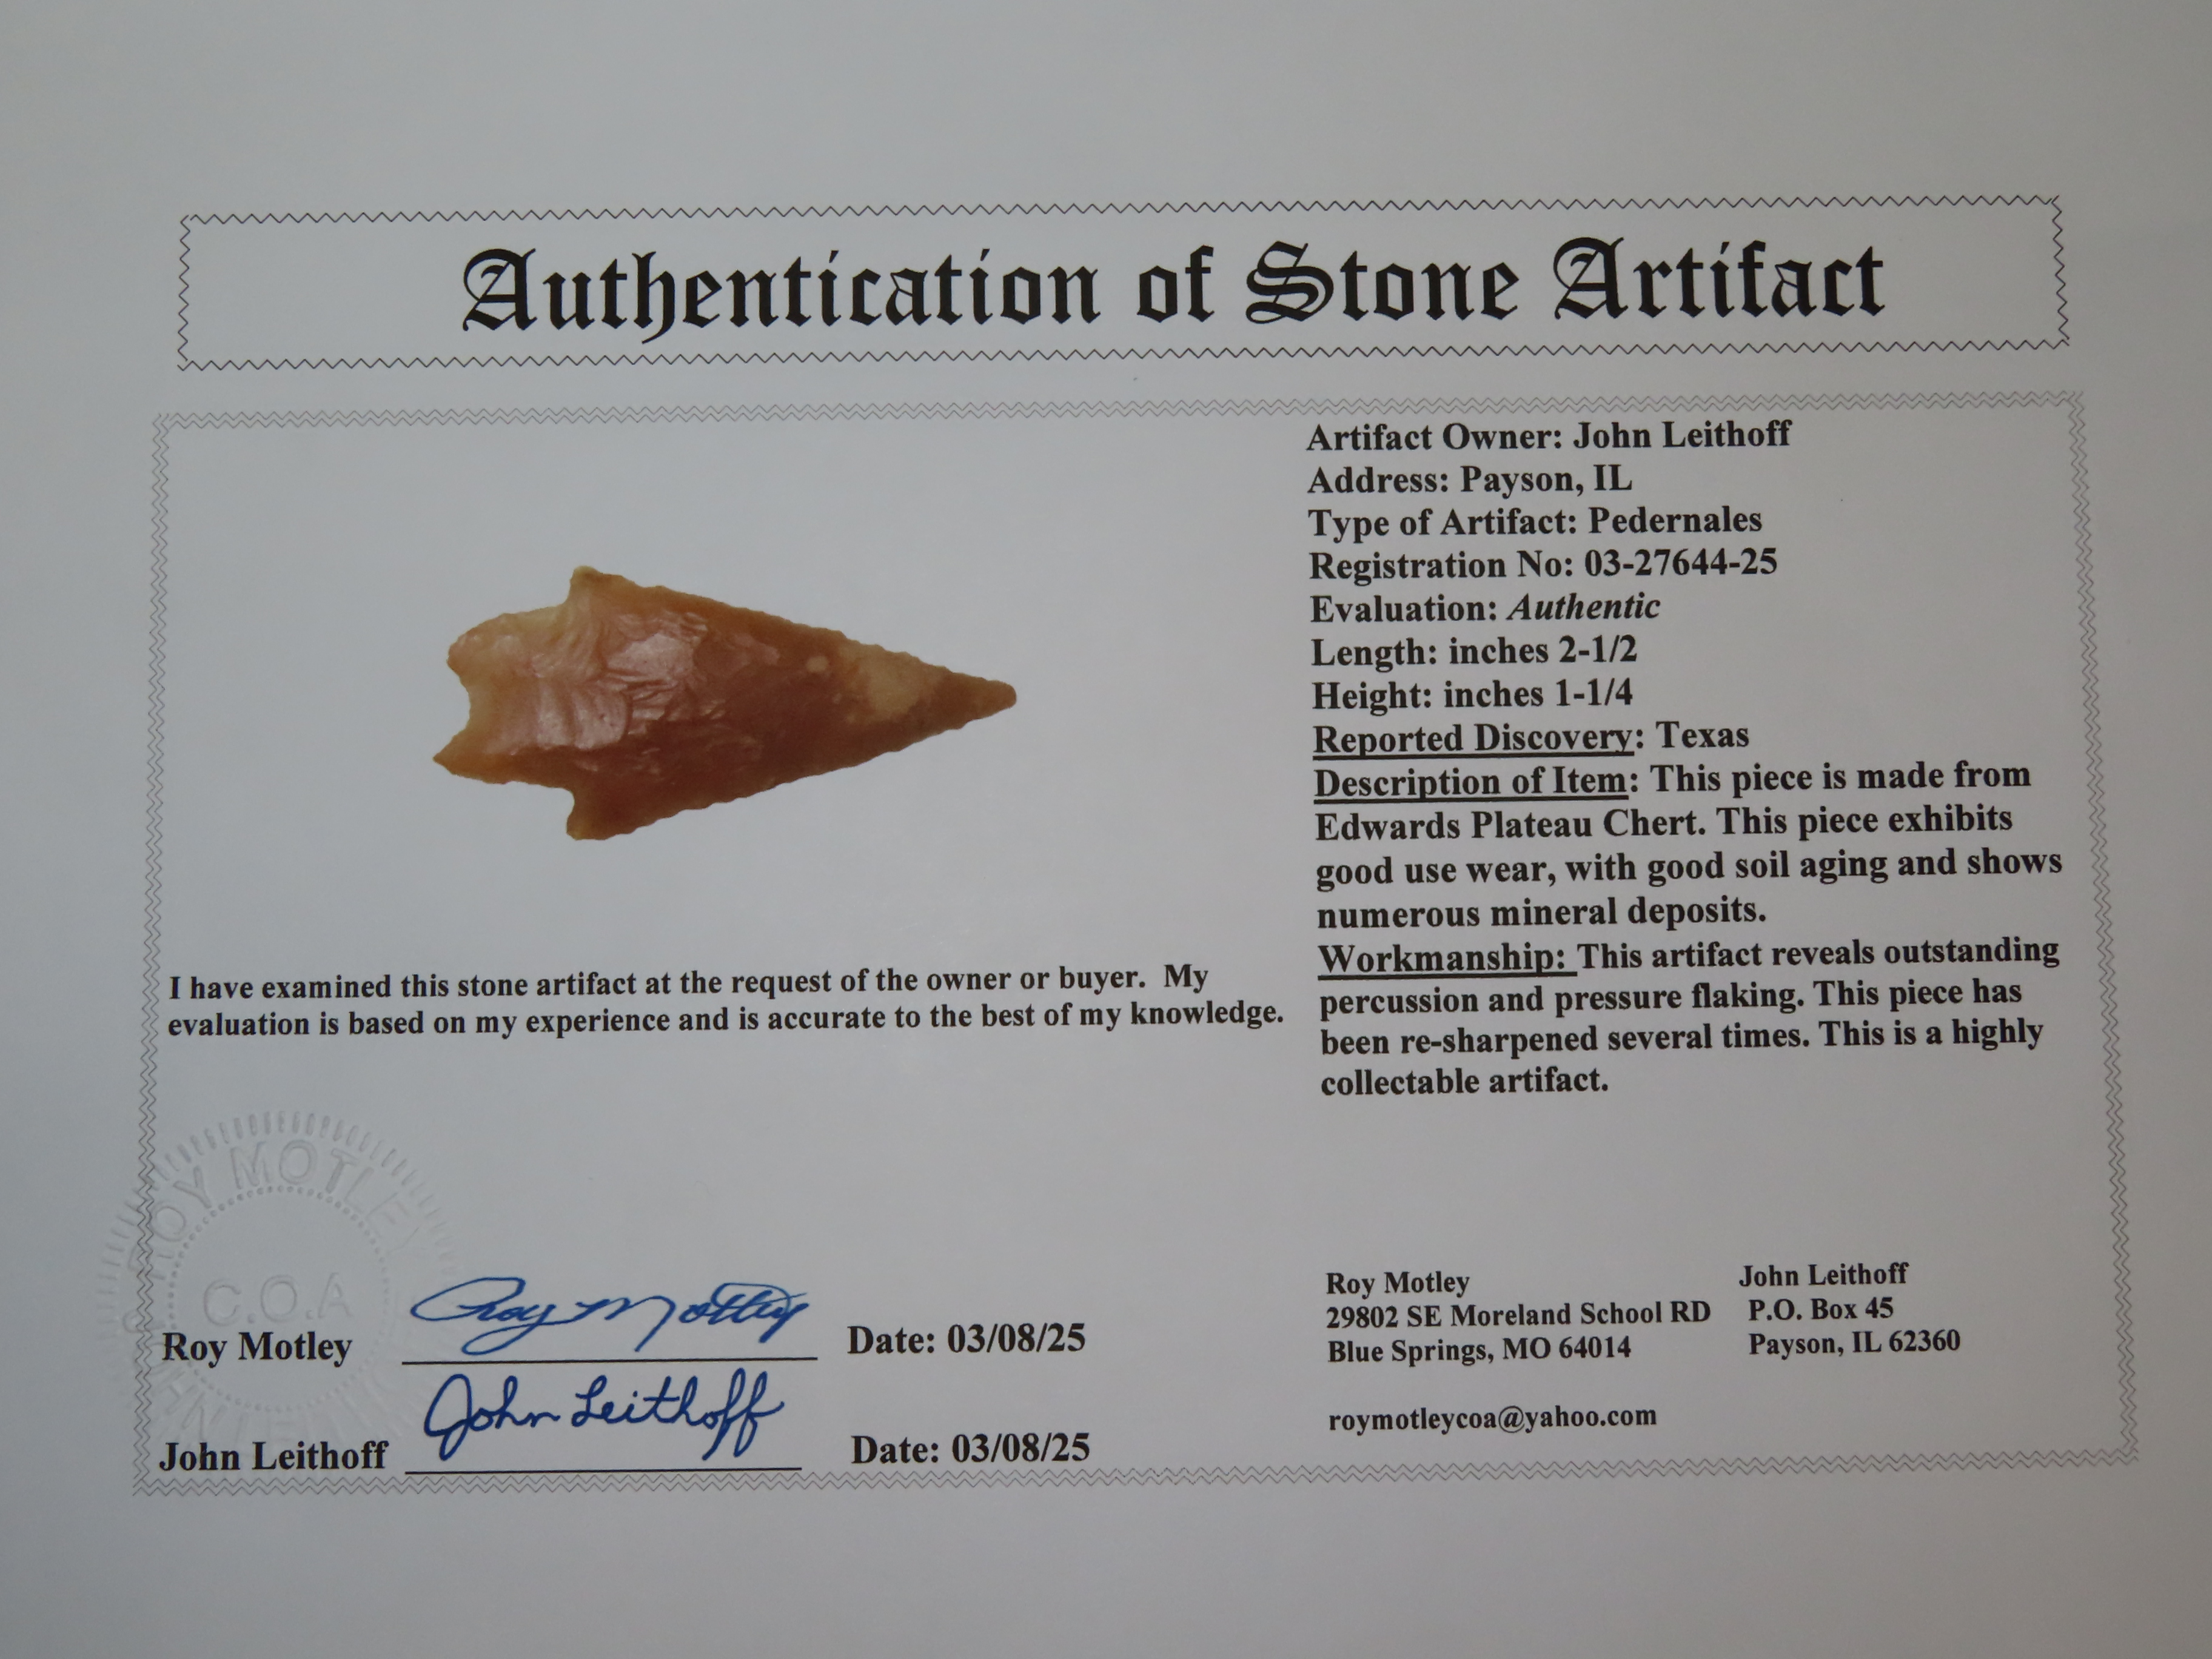 Authentication of Stone Artifact
Artifact Owner: John Leithoff
Address: Payson, IL
Type of Artifact: Pedernales
Registration No: 03-27644-25
Evaluation: Authentic
Length: inches 2-1/2
Height: inches 1-1/4
Reported Discovery: Texas
Description of Item: This piece is made from
Edwards Plateau Chert. This piece exhibits
good use wear, with good soil aging and shows
numerous mineral deposits.
Workmanship: This artifact reveals outstanding
percussion and pressure flaking. This piece has
been re-sharpened several times. This is a highly
collectable artifact.
I have examined this stone artifact at the request of the owner or buyer. My
evaluation is based on my experience and is accurate to the best of my knowledge.
ROY MOTLEY
C.O.A
Roy Motley Roy Motley Date: 03/08/25
John Leithoff John Leithoff Date: 03/08/25
Roy Motley
29802 SE Moreland School RD
Blue Springs, MO 64014
roymotleycoa@yahoo.com
John Leithoff
P.O. Box 45
Payson, IL 62360